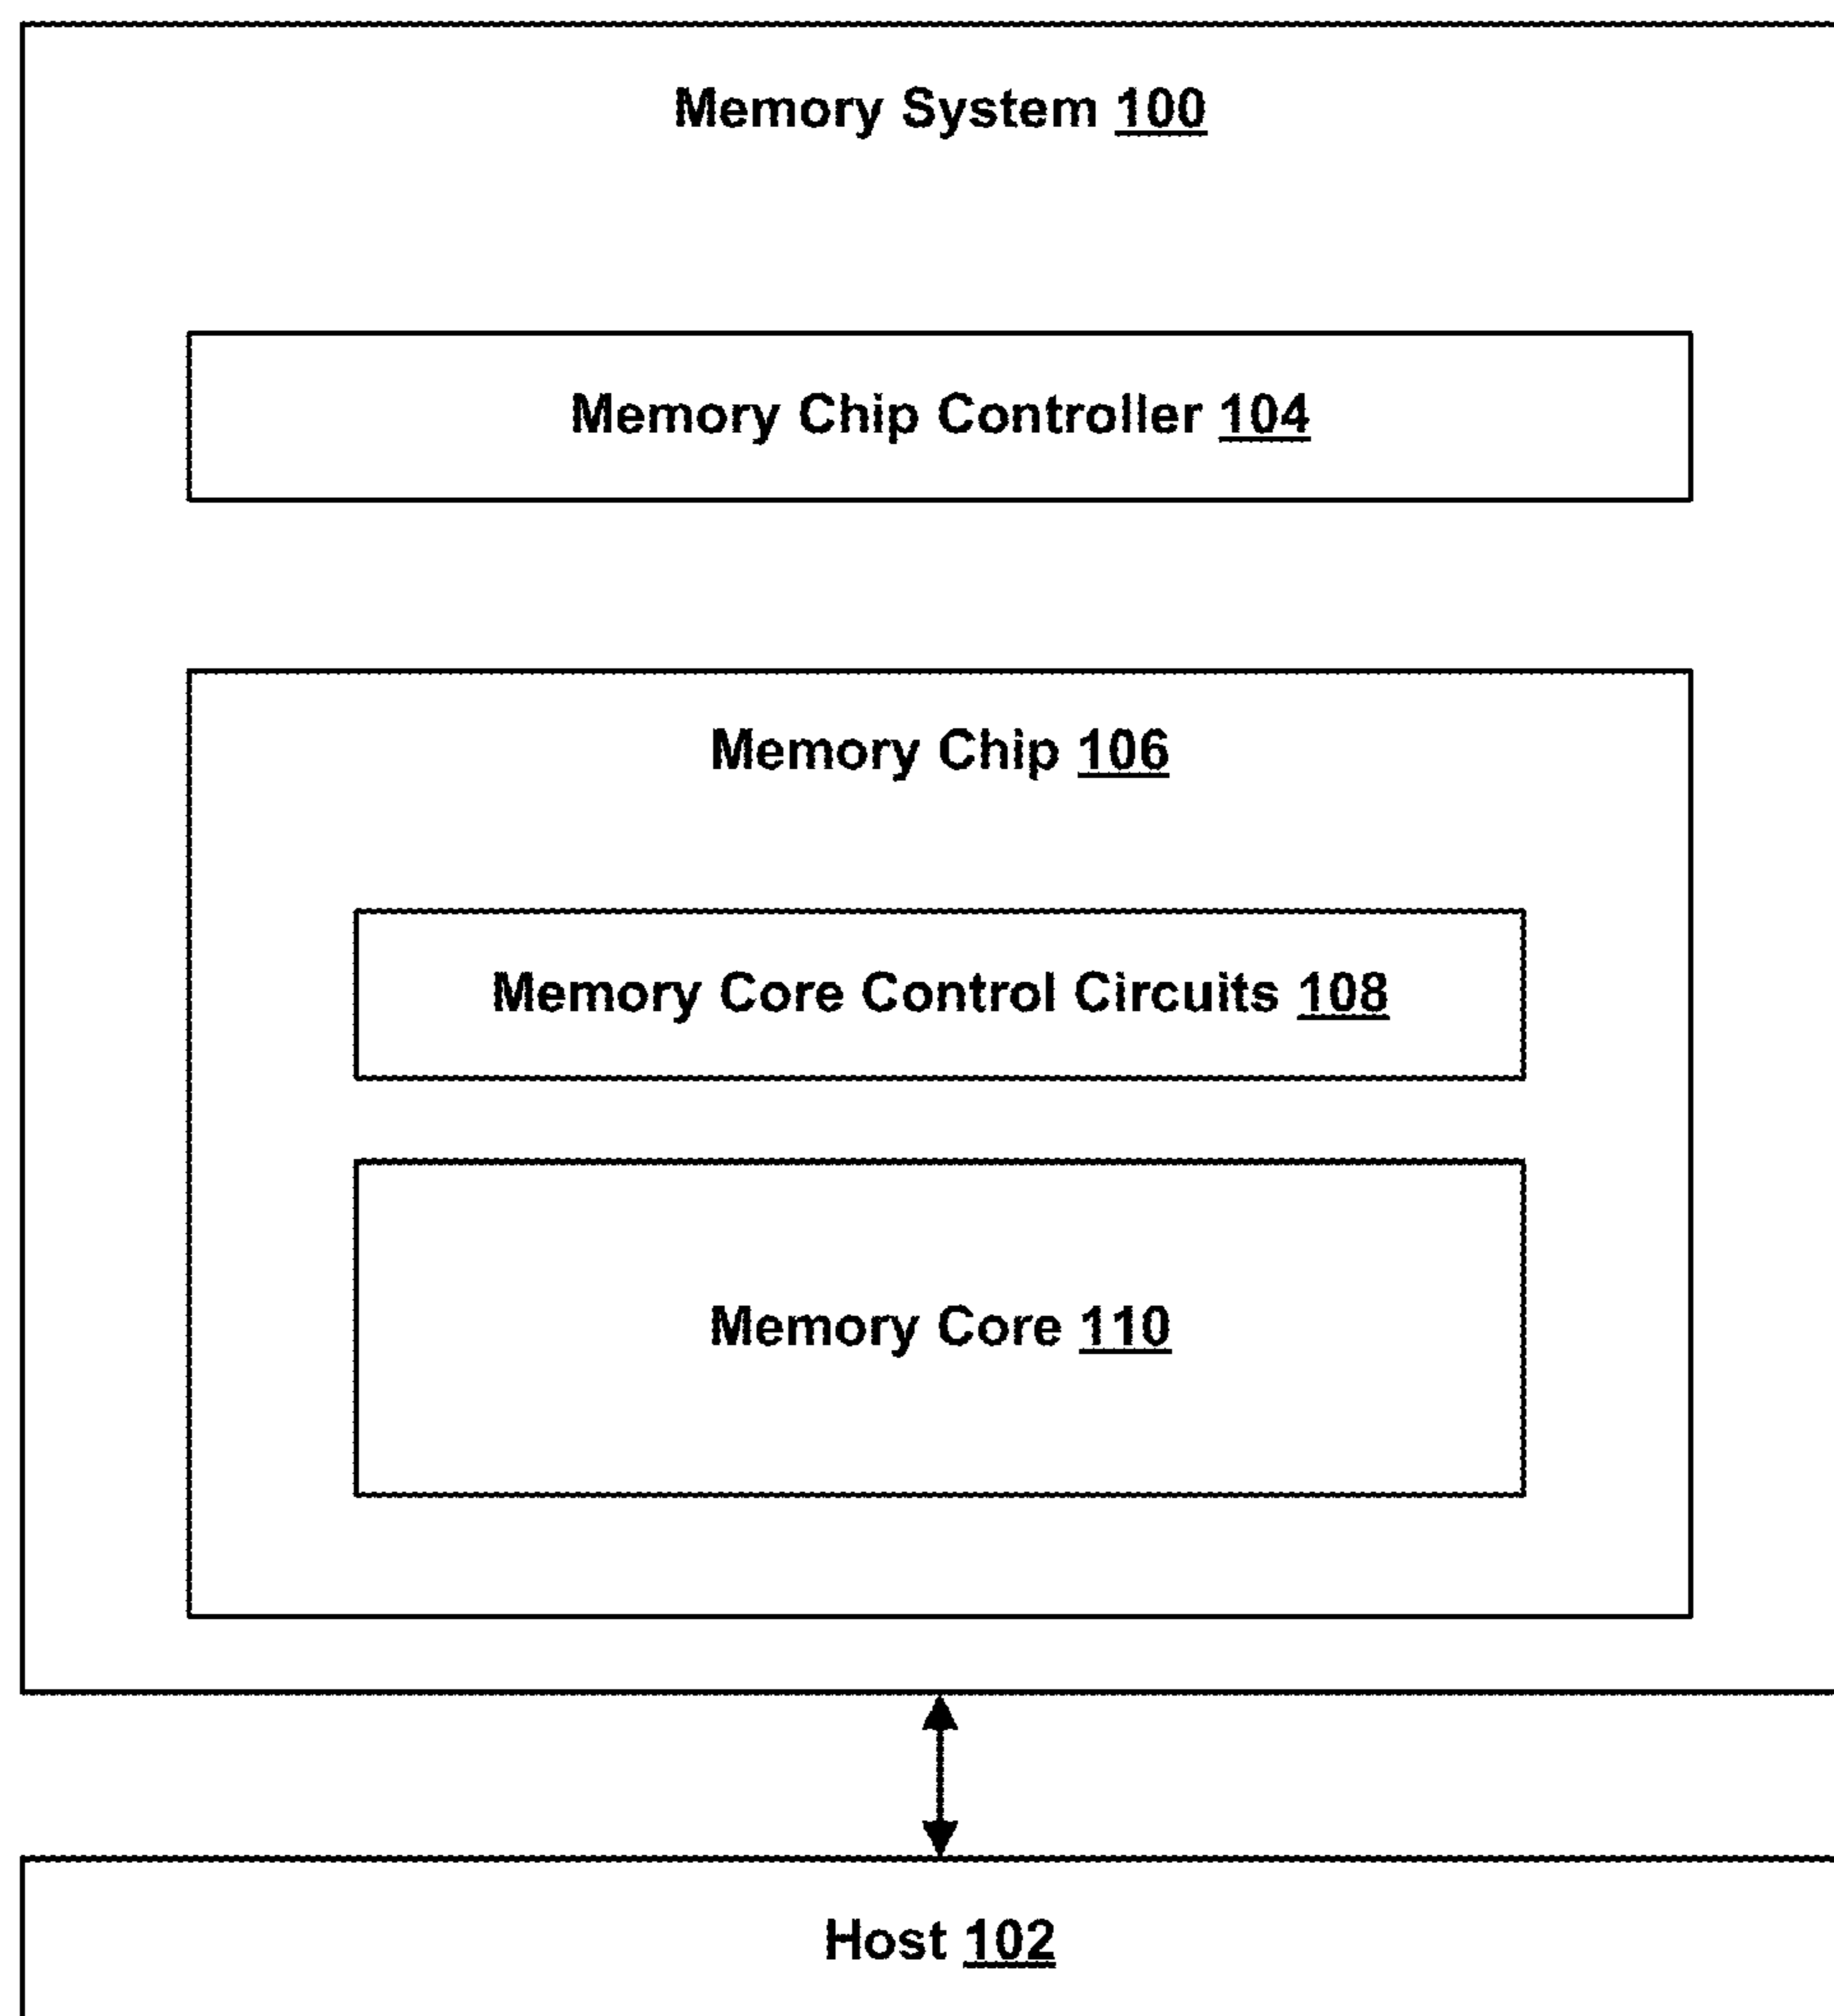 Memory System 100
Memory Chip Controller 104
Memory Chip 106
Memory Core Control Circuits 108
Memory Core 110
Host 102